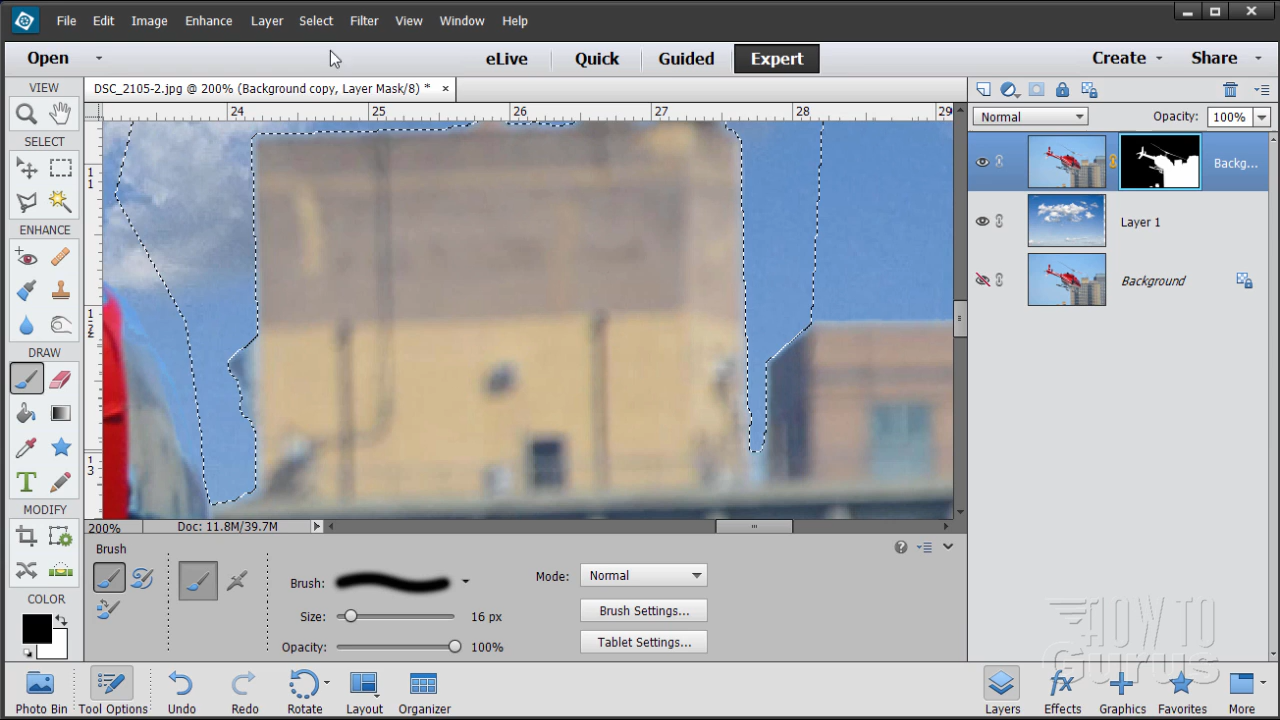 File Edit Image Enhance Layer Select Filter View Window Help
Open eLive Quick Guided Expert Create Share
VIEW DSC_2105-2.jpg @ 200% (Background copy, Layer Mask/8) * ×
24 25 26 27 28 29
Normal Opacity: 100%
SELECT
11
Backg...
ENHANCE
Layer 1
Background
12
DRAW
13
MODIFY
200% Doc: 11.8M/39.7M
Brush
Brush: Mode: Normal
COLOR
Size: 16 px Brush Settings...
Opacity: 100% Tablet Settings...
HOW TO
Gurus
Photo Bin Tool Options Undo Redo Rotate Layout Organizer Layers Effects Graphics Favorites More